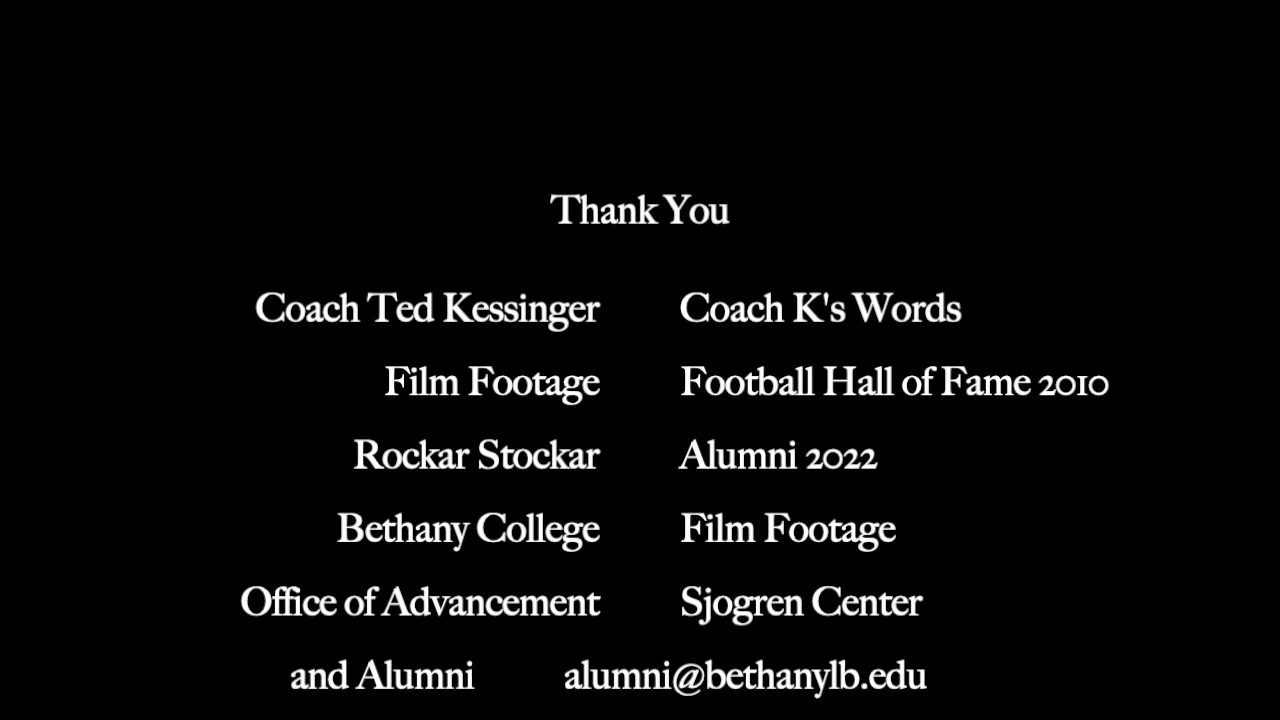 Thank You
Coach Ted Kessinger Coach K's Words
Film Footage Football Hall of Fame 2010
Rockar Stockar Alumni 2022
Bethany College Film Footage
Office of Advancement Sjogren Center
and Alumni alumni@bethanylb.edu